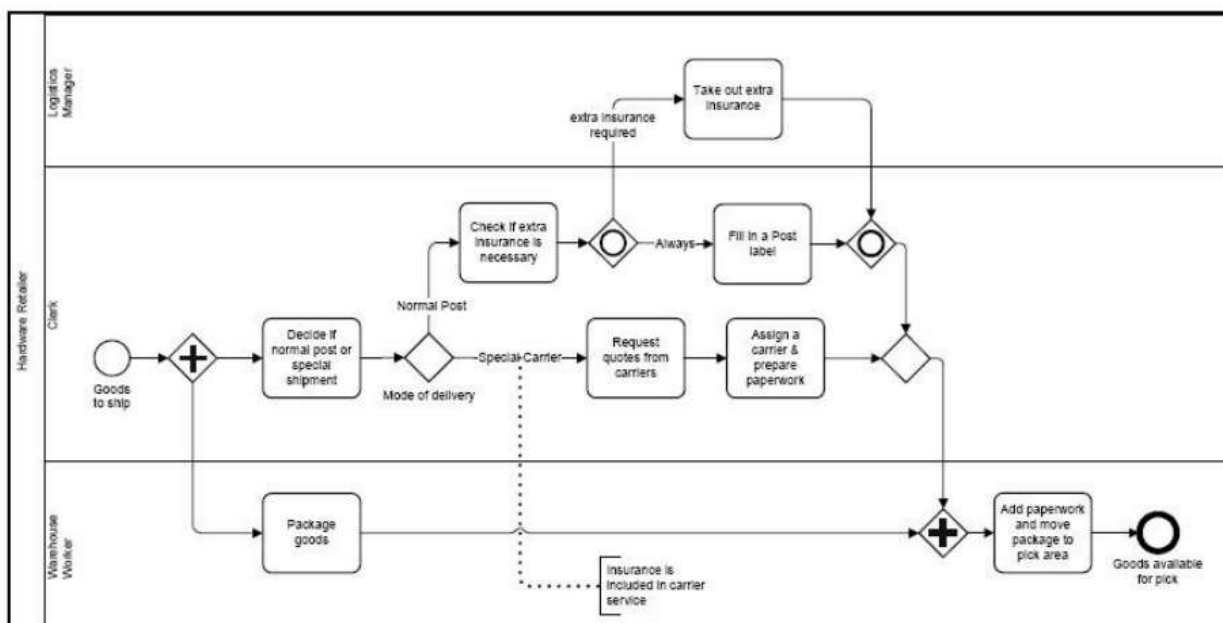 Hardware Retailer
Logistics
Manager
Take out extra
insurance
extra insurance
required
Clerk
Check if extra
insurance is
necessary
Always
Fill in a Post
label
Normal Post
Goods
to ship
Decide if
normal post or
special
shipment
Mode of delivery
Special Carrier
Request
quotes from
carriers
Assign a
carrier &
prepare
paperwork
Warehouse
Worker
Package
goods
Insurance is
included in carrier
service
Add paperwork
and move
package to
pick area
Goods available
for pick